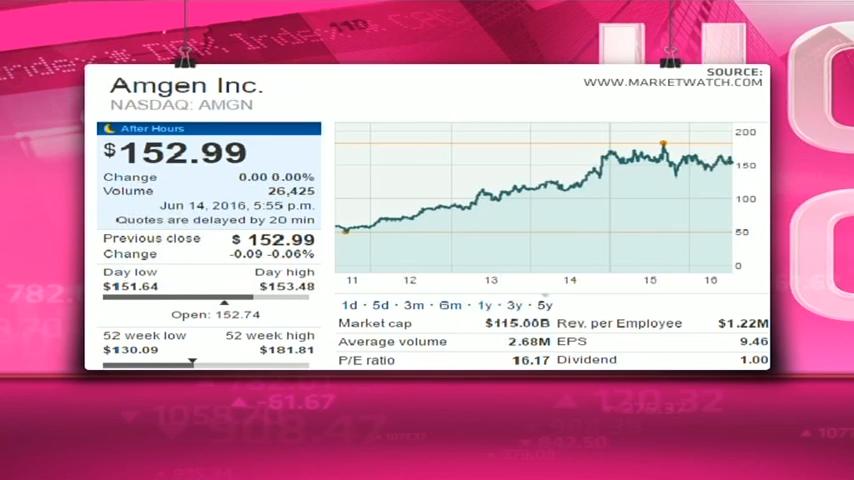 SOURCE:
WWW.MARKETWATCH.COM
Amgen Inc.
NASDAQ: AMGN
After Hours
$152.99
Change 0.00 0.00%
Volume 26,425
Jun 14, 2016, 5:55 p.m.
Quotes are delayed by 20 min
Previous close $ 152.99
Change -0.09 -0.06%
Day low Day high
$151.64 $153.48
Open: 152.74
52 week low 52 week high
$130.09 $181.81
200
150
100
50
0
11 12 13 14 15 16
1d · 5d · 3m · 6m · 1y · 3y · 5y
Market cap $115.00B Rev. per Employee $1.22M
Average volume 2.68M EPS 9.46
P/E ratio 16.17 Dividend 1.00
-61.67